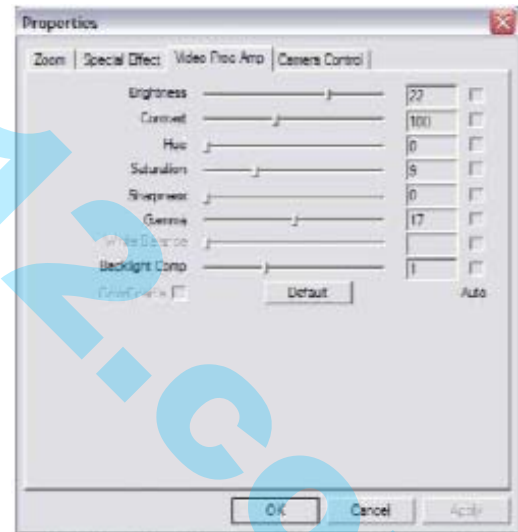 Properties
Zoom Special Effect Video Proc Amp Camera Control
Brightness 22
Contrast 100
Hue 0
Saturation 9
Sharpness 0
Gamma 17
White Balance
Backlight Comp 1
Default Auto
OK Cancel Apply